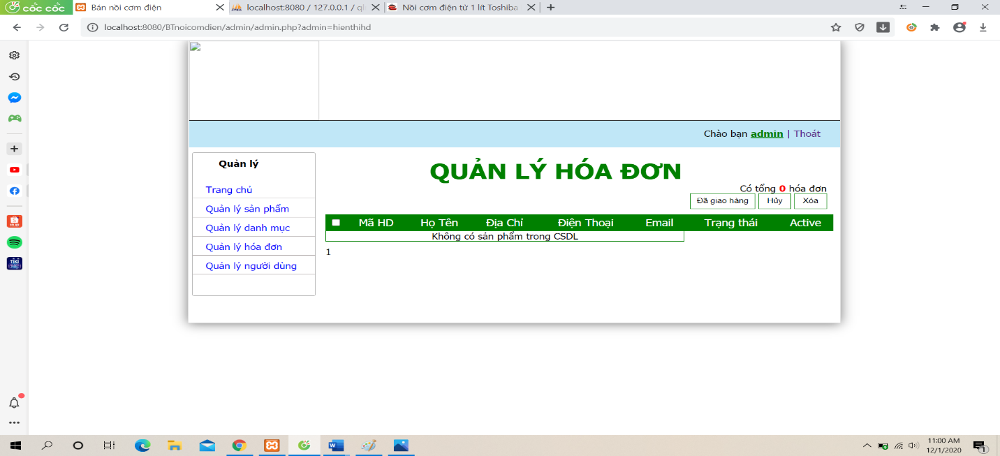 cốc cốc
Bán nồi cơm điện
localhost:8080 / 127.0.0.1 / ql
Nồi cơm điện tử 1 lít Toshiba
localhost:8080/BTnoicomdien/admin/admin.php?admin=hienthihd
Chào bạn admin | Thoát
Quản lý
Trang chủ
Quản lý sản phẩm
Quản lý danh mục
Quản lý hóa đơn
Quản lý người dùng
QUẢN LÝ HÓA ĐƠN
Có tổng 0 hóa đơn
Đã giao hàng Hủy Xóa
Mã HD Họ Tên Địa Chỉ Điện Thoại Email Trạng thái Active
Không có sản phẩm trong CSDL
1
TIKI
11:00 AM
12/1/2020
1